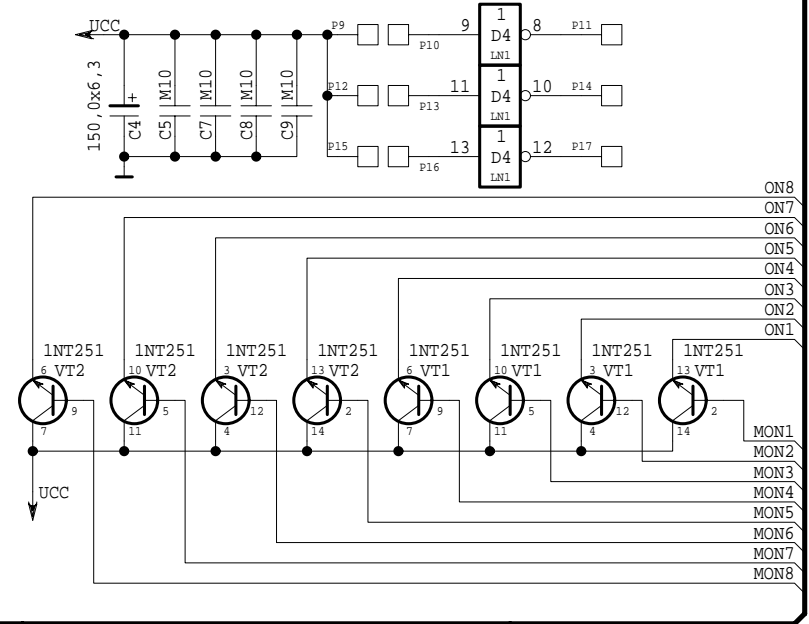 UCC
P9
P10
9
1
D4
LN1
8
P11
150,0x6,3
+
C4
C5 M10
C7 M10
C8 M10
C9 M10
P12
P13
11
1
D4
LN1
10
P14
P15
P16
13
1
D4
LN1
12
P17
ON8
ON7
ON6
ON5
ON4
ON3
ON2
ON1
1NT251 1NT251 1NT251 1NT251 1NT251 1NT251 1NT251 1NT251
6 VT2 10 VT2 3 VT2 13 VT2 6 VT1 10 VT1 3 VT1 13 VT1
9 5 12 2 9 5 12 2
7 11 4 14 7 11 4 14
MON1
MON2
MON3
UCC
MON4
MON5
MON6
MON7
MON8